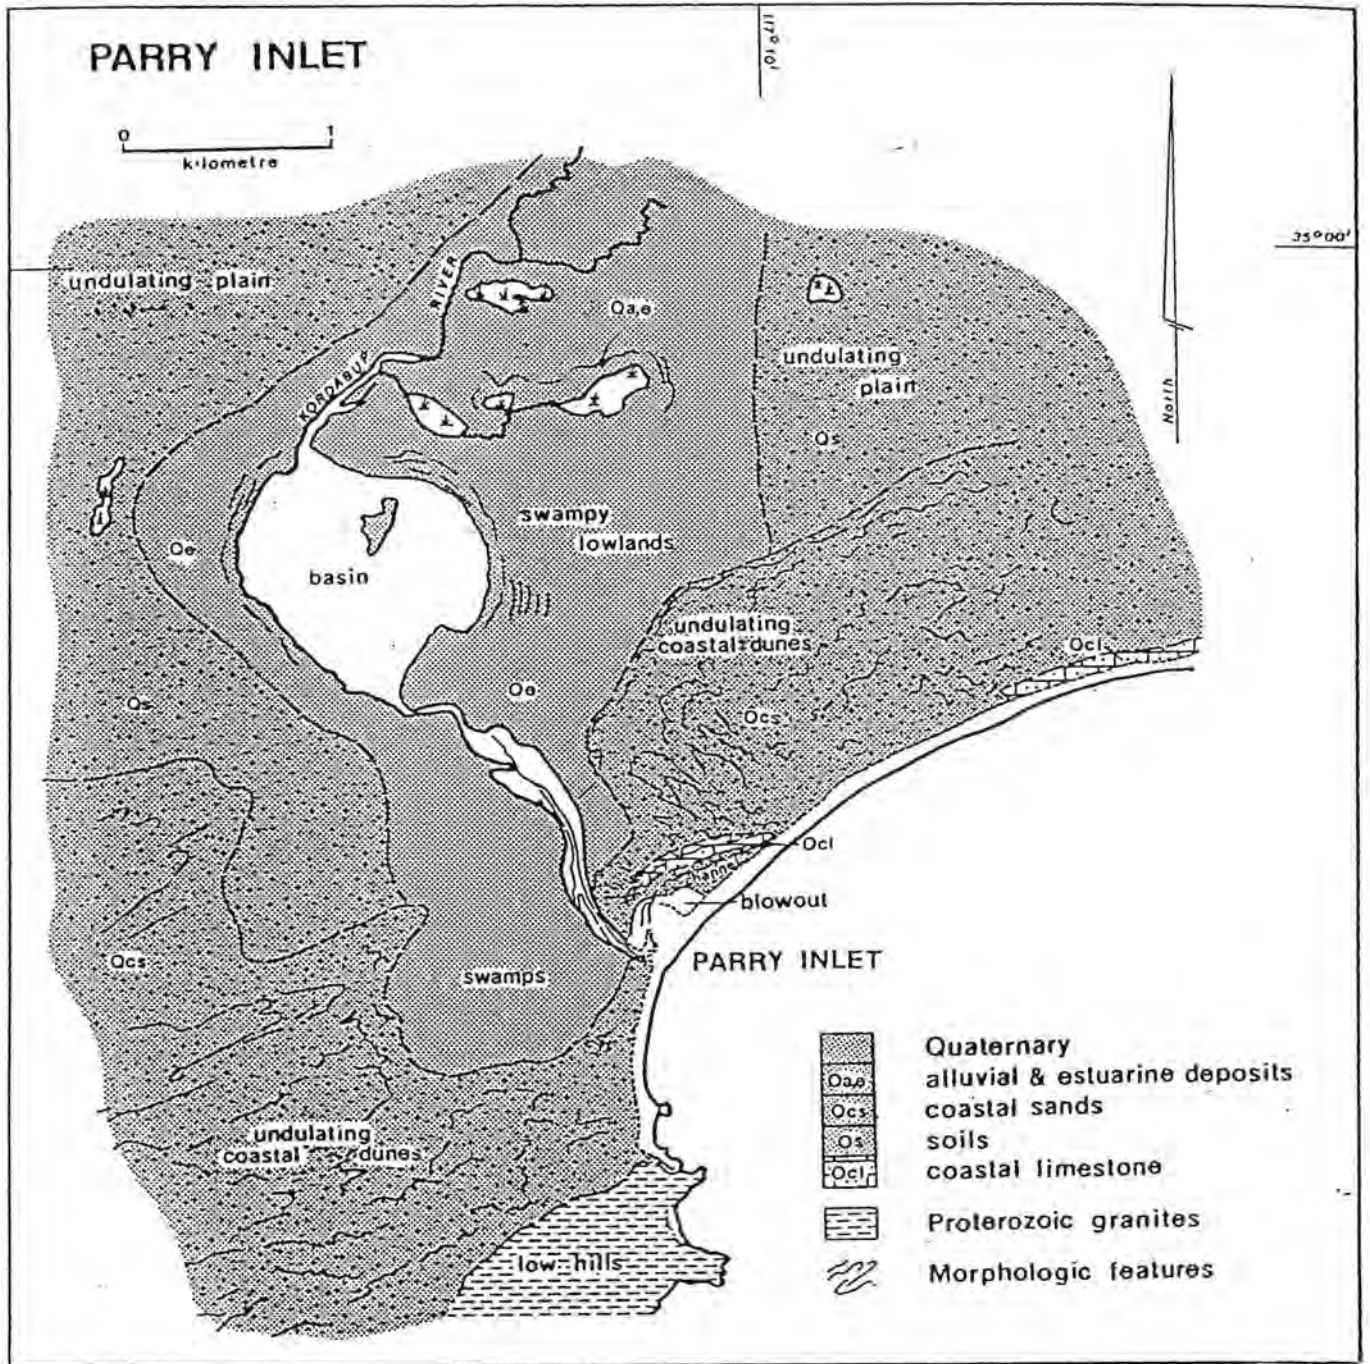 PARRY INLET
117° 10'
0 1
kilometre
35°00'
undulating plain
RIVER
Qa,e
undulating
plain
North
KORDABUP
Qs
swampy
lowlands
Qe
basin
undulating
coastal dunes
Qcl
Qe
Qs
Qcs
Qcl
channel
blowout
PARRY INLET
Qcs
swamps
Quaternary
Qa,e alluvial & estuarine deposits
Qcs coastal sands
Qs soils
Qcl coastal limestone
undulating
coastal dunes
Proterozoic granites
low hills
Morphologic features